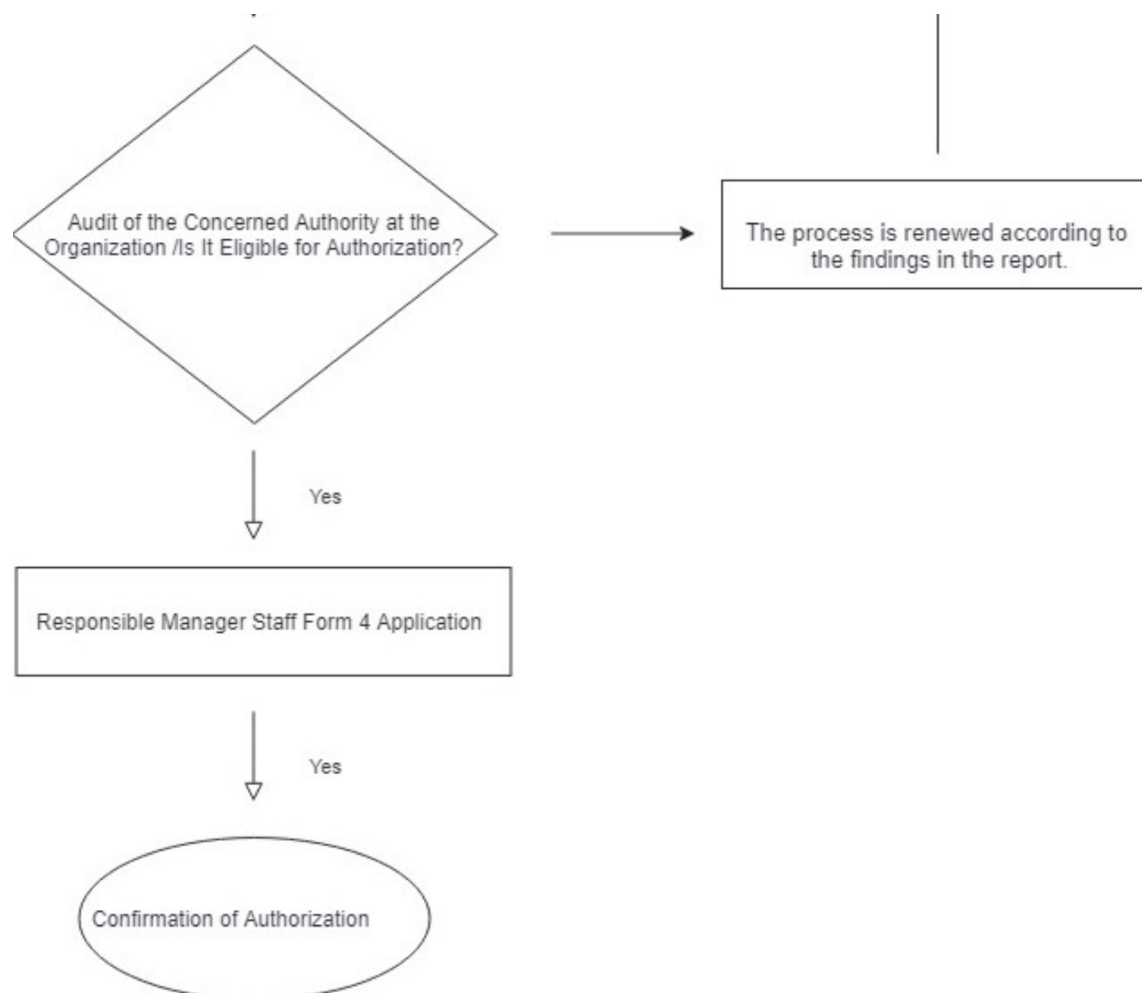 Audit of the Concerned Authority at the
Organization /Is It Eligible for Authorization?
The process is renewed according to
the findings in the report.
Yes
Responsible Manager Staff Form 4 Application
Yes
Confirmation of Authorization